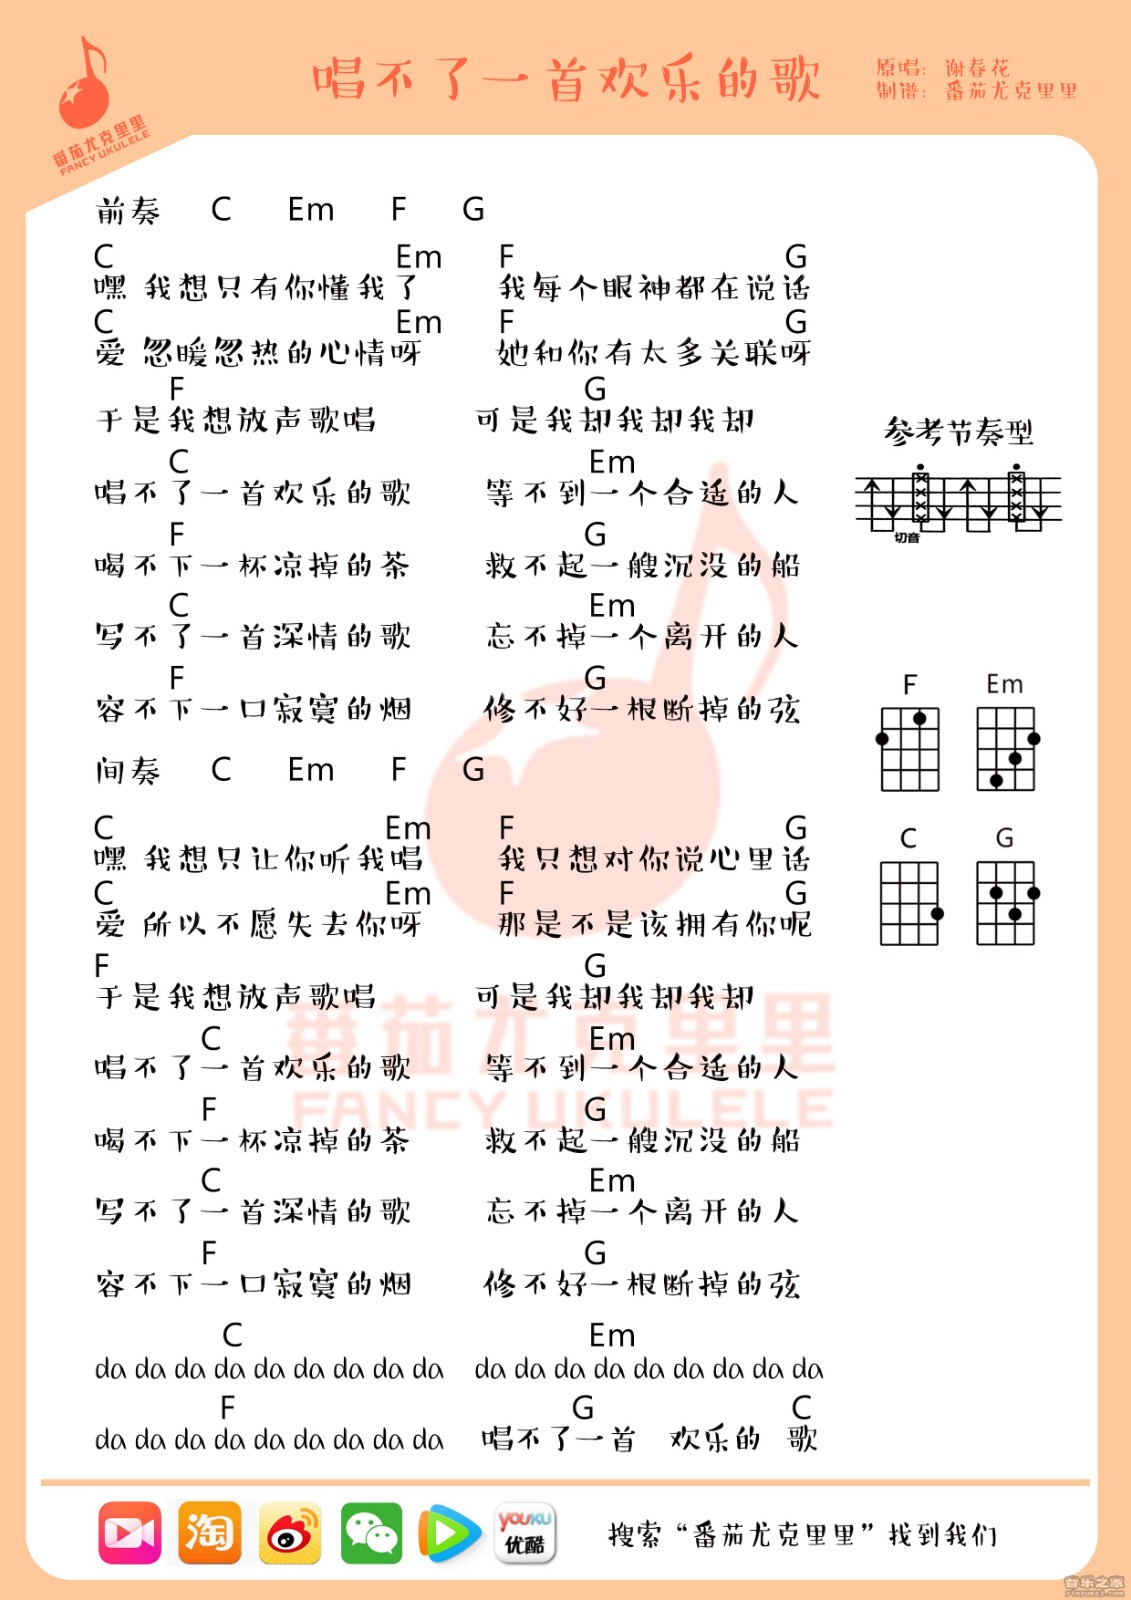 唱不了一首欢乐的歌
原唱：谢春花
制谱：番茄尤克里里
番茄尤克里里
FANCY UKULELE
前奏 C Em F G
C Em F G
嘿 我想只有你懂我了 我每个眼神都在说话
C Em F G
爱 忽暖忽热的心情呀 她和你有太多关联呀
F G
于是我想放声歌唱 可是我却我却我却
C Em
唱不了一首欢乐的歌 等不到一个合适的人
F G
喝不下一杯凉掉的茶 救不起一艘沉没的船
C Em
写不了一首深情的歌 忘不掉一个离开的人
F G
容不下一口寂寞的烟 修不好一根断掉的弦
间奏 C Em F G
C Em F G
嘿 我想只让你听我唱 我只想对你说心里话
C Em F G
爱 所以不愿失去你呀 那是不是该拥有你呢
F G
于是我想放声歌唱 可是我却我却我却
C Em
唱不了一首欢乐的歌 等不到一个合适的人
F G
喝不下一杯凉掉的茶 救不起一艘沉没的船
C Em
写不了一首深情的歌 忘不掉一个离开的人
F G
容不下一口寂寞的烟 修不好一根断掉的弦
C Em
da da da da da da da da da da da da da da da da da da
F G C
da da da da da da da da da 唱不了一首 欢乐的 歌
参考节奏型
切音
F Em
C G
番茄尤克里里
FANCY UKULELE
淘
YOUKU
优酷
搜索“番茄尤克里里”找到我们
音乐之家
yinyuezj.com